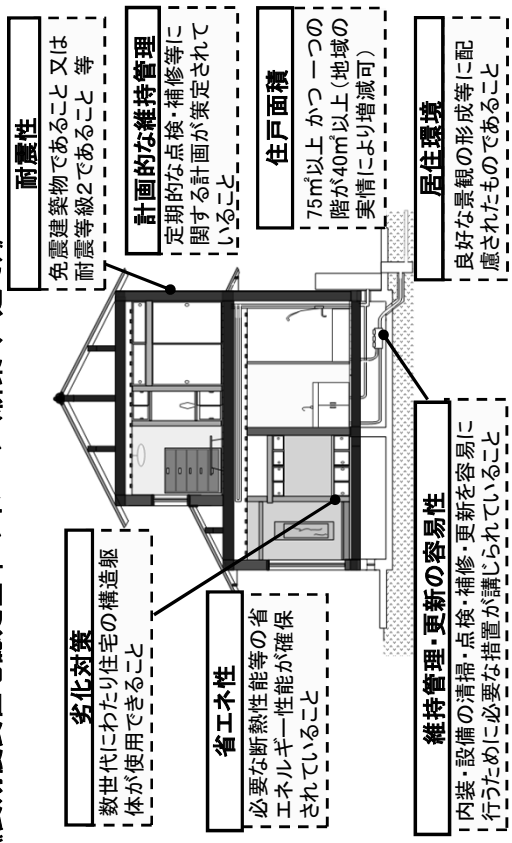 劣化対策
数世代にわたり住宅の構造躯
体が使用できること
耐震性
免震建築物であること 又は
耐震等級2であること 等
省エネ性
必要な断熱性能等の省
エネルギー性能が確保
されていること
計画的な維持管理
定期的な点検・補修等に
関する計画が策定されて
いること
住戸面積
75㎡以上 かつ 一つの
階が40㎡以上(地域の
実情により増減可)
維持管理・更新の容易性
内装・設備の清掃・点検・補修・更新を容易に
行うために必要な措置が講じられていること
居住環境
良好な景観の形成等に配
慮されたものであること